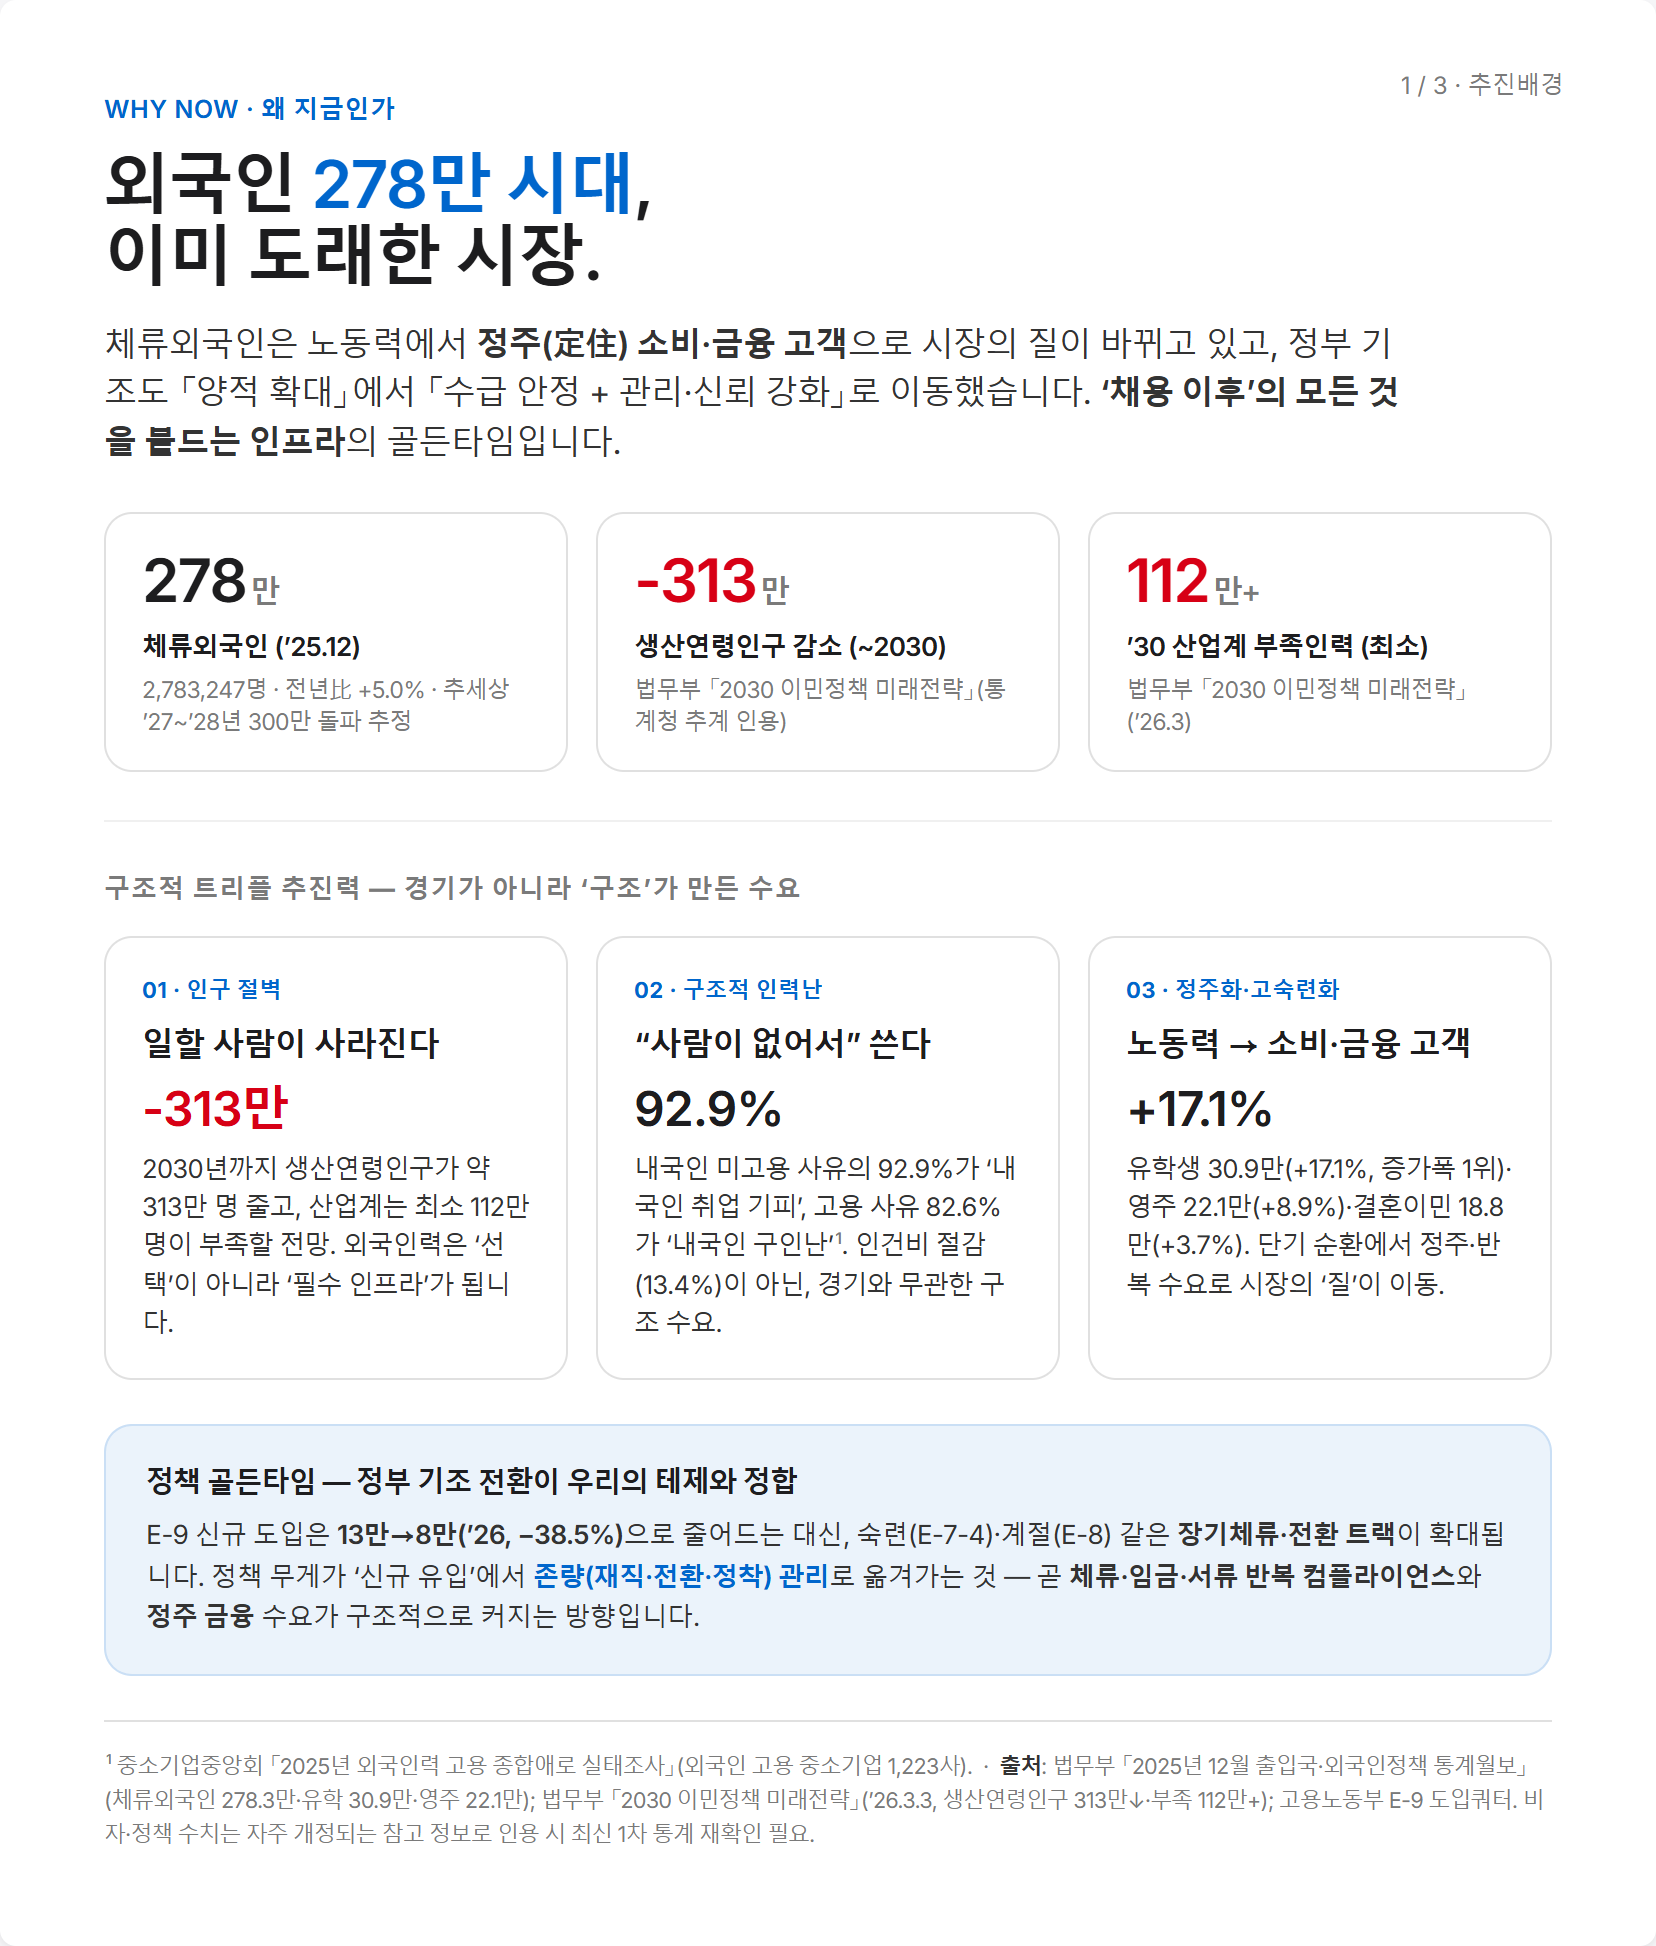 1 / 3 · 추진배경
WHY NOW · 왜 지금인가
외국인 278만 시대,
이미 도래한 시장.
체류외국인은 노동력에서 정주(定住) 소비·금융 고객으로 시장의 질이 바뀌고 있고, 정부 기
조도 「양적 확대」에서 「수급 안정 + 관리·신뢰 강화」로 이동했습니다. ‘채용 이후’의 모든 것
을 붙드는 인프라의 골든타임입니다.
278만
체류외국인 (’25.12)
2,783,247명 · 전년比 +5.0% · 추세상
’27~’28년 300만 돌파 추정
-313만
생산연령인구 감소 (~2030)
법무부 「2030 이민정책 미래전략」(통
계청 추계 인용)
112만+
’30 산업계 부족인력 (최소)
법무부 「2030 이민정책 미래전략」
(’26.3)
구조적 트리플 추진력 — 경기가 아니라 ‘구조’가 만든 수요
01 · 인구 절벽
일할 사람이 사라진다
-313만
2030년까지 생산연령인구가 약
313만 명 줄고, 산업계는 최소 112만
명이 부족할 전망. 외국인력은 ‘선
택’이 아니라 ‘필수 인프라’가 됩니
다.
02 · 구조적 인력난
“사람이 없어서” 쓴다
92.9%
내국인 미고용 사유의 92.9%가 ‘내
국인 취업 기피’, 고용 사유 82.6%
가 ‘내국인 구인난’¹. 인건비 절감
(13.4%)이 아닌, 경기와 무관한 구
조 수요.
03 · 정주화·고숙련화
노동력 → 소비·금융 고객
+17.1%
유학생 30.9만(+17.1%, 증가폭 1위)·
영주 22.1만(+8.9%)·결혼이민 18.8
만(+3.7%). 단기 순환에서 정주·반
복 수요로 시장의 ‘질’이 이동.
정책 골든타임 — 정부 기조 전환이 우리의 테제와 정합
E-9 신규 도입은 13만→8만(’26, −38.5%)으로 줄어드는 대신, 숙련(E-7-4)·계절(E-8) 같은 장기체류·전환 트랙이 확대됩
니다. 정책 무게가 ‘신규 유입’에서 존량(재직·전환·정착) 관리로 옮겨가는 것 — 곧 체류·임금·서류 반복 컴플라이언스와
정주 금융 수요가 구조적으로 커지는 방향입니다.
¹ 중소기업중앙회 「2025년 외국인력 고용 종합애로 실태조사」(외국인 고용 중소기업 1,223사). · 출처: 법무부 「2025년 12월 출입국·외국인정책 통계월보」
(체류외국인 278.3만·유학 30.9만·영주 22.1만); 법무부 「2030 이민정책 미래전략」(’26.3.3, 생산연령인구 313만↓·부족 112만+); 고용노동부 E-9 도입쿼터. 비
자·정책 수치는 자주 개정되는 참고 정보로 인용 시 최신 1차 통계 재확인 필요.